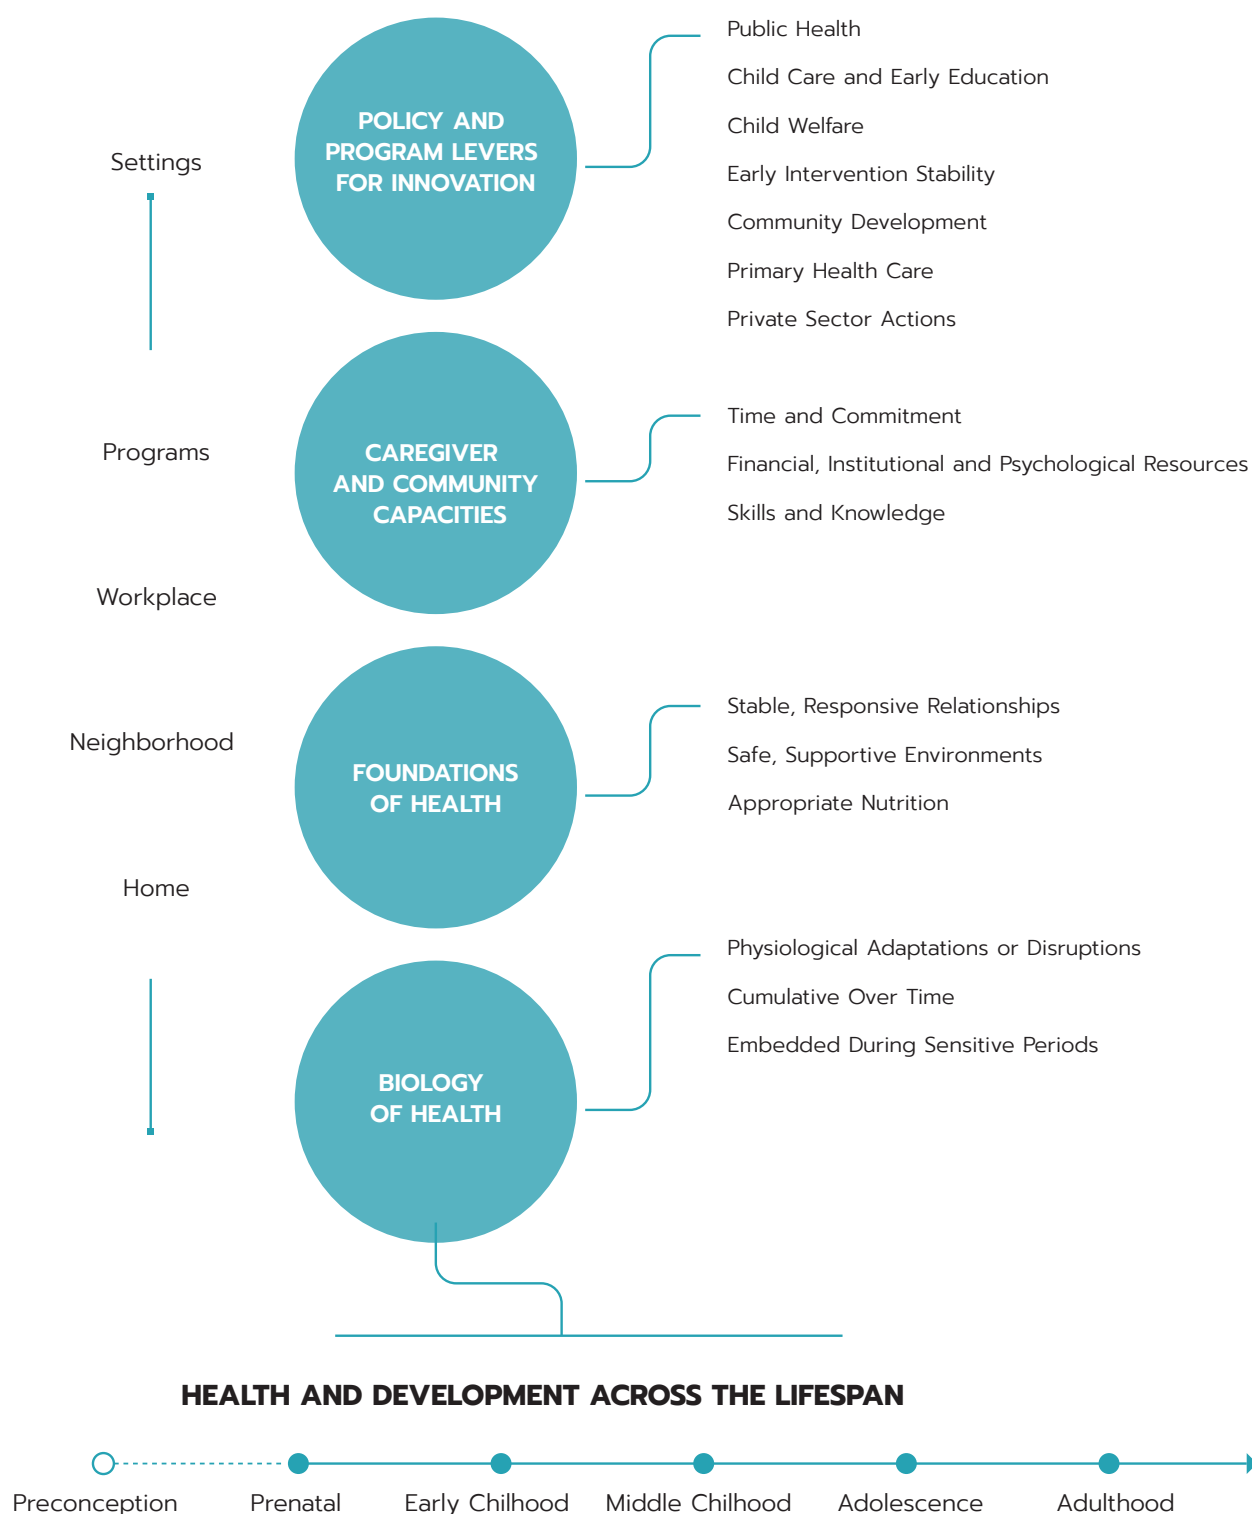 Settings
Programs
Workplace
Neighborhood
Home
POLICY AND
PROGRAM LEVERS
FOR INNOVATION
Public Health
Child Care and Early Education
Child Welfare
Early Intervention Stability
Community Development
Primary Health Care
Private Sector Actions
CAREGIVER
AND COMMUNITY
CAPACITIES
Time and Commitment
Financial, Institutional and Psychological Resources
Skills and Knowledge
FOUNDATIONS
OF HEALTH
Stable, Responsive Relationships
Safe, Supportive Environments
Appropriate Nutrition
BIOLOGY
OF HEALTH
Physiological Adaptations or Disruptions
Cumulative Over Time
Embedded During Sensitive Periods
HEALTH AND DEVELOPMENT ACROSS THE LIFESPAN
Preconception
Prenatal
Early Chilhood
Middle Chilhood
Adolescence
Adulthood